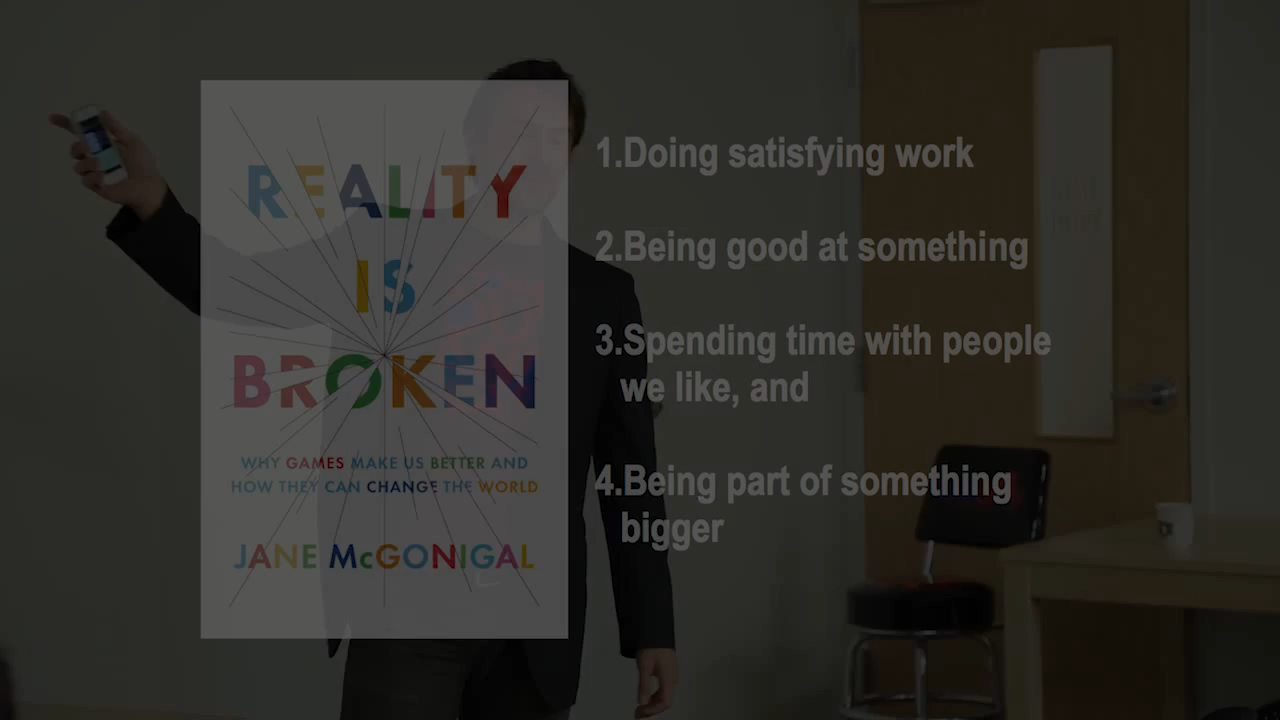 REALITY
IS
BROKEN
WHY GAMES MAKE US BETTER AND
HOW THEY CAN CHANGE THE WORLD
JANE McGONIGAL
1.Doing satisfying work
2.Being good at something
3.Spending time with people
we like, and
4.Being part of something
bigger